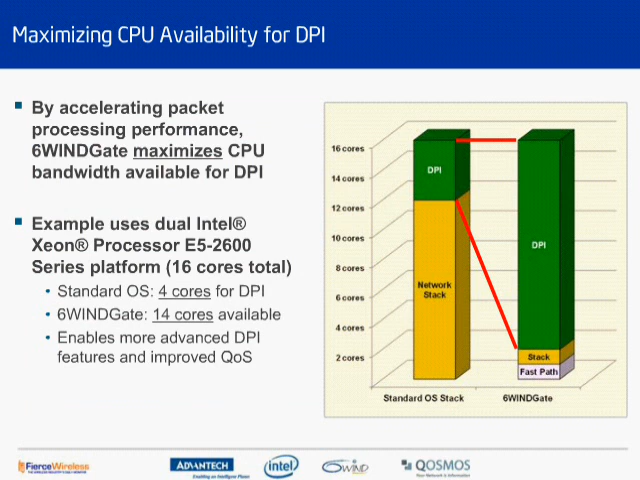 Maximizing CPU Availability for DPI
By accelerating packet
processing performance,
6WINDGate maximizes CPU
bandwidth available for DPI
Example uses dual Intel®
Xeon® Processor E5-2600
Series platform (16 cores total)
Standard OS: 4 cores for DPI
6WINDGate: 14 cores available
Enables more advanced DPI
features and improved QoS
16 cores
14 cores
12 cores
10 cores
8 cores
6 cores
4 cores
2 cores
DPI
Network
Stack
DPI
Stack
Fast Path
Standard OS Stack
6WINDGate
FierceWireless
ADVANTECH
Enabling an Intelligent Planet
intel
6WIND
QOSMOS
Your Network is Information